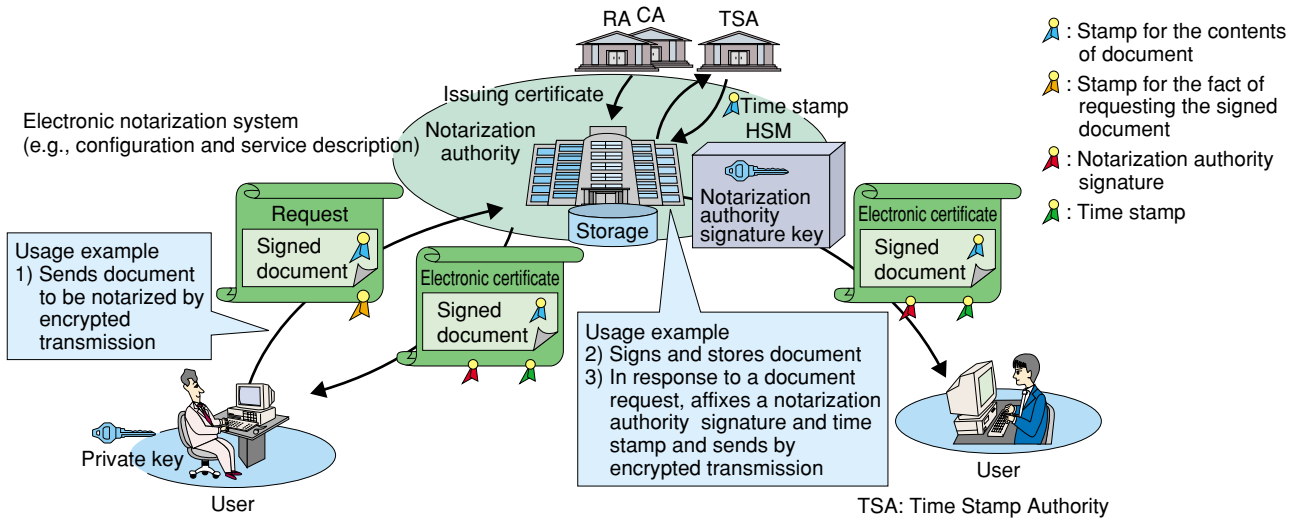 RA
CA
TSA
Issuing certificate
Time stamp
HSM
Electronic notarization system
(e.g., configuration and service description)
Notarization
authority
Storage
Notarization
authority
signature key
: Stamp for the contents
of document
: Stamp for the fact of
requesting the signed
document
: Notarization authority
signature
: Time stamp
Request
Signed
document
Usage example
1) Sends document
to be notarized by
encrypted
transmission
Electronic certificate
Signed
document
Electronic certificate
Signed
document
Usage example
2) Signs and stores document
3) In response to a document
request, affixes a notarization
authority signature and time
stamp and sends by
encrypted transmission
Private key
User
User
TSA: Time Stamp Authority